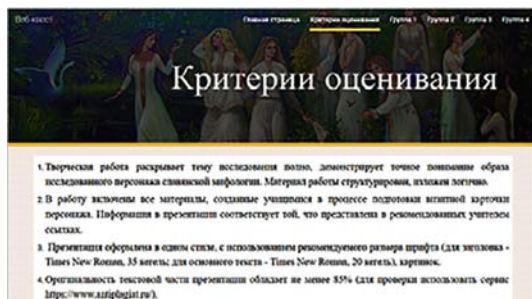 Веб-квест
Главная страница Критерии оценивания Группа 1 Группа 2 Группа 3 Группа
Критерии оценивания
1. Творческая работа раскрывает тему исследования полно, демонстрирует точное понимание образа
исследованного персонажа славянской мифологии. Материал работы структурирован, изложен логично.
2. В работу включены все материалы, созданные учащимися в процессе подготовки визитной карточки
персонажа. Информация в презентации соответствует той, что представлена в рекомендованных учителем
ссылках.
3. Презентация оформлена в одном стиле, с использованием рекомендуемого размера шрифта (для заголовка -
Times New Roman, 35 кегель; для основного текста - Times New Roman, 20 кегель), картинок.
4. Оригинальность текстовой части презентации обладает не менее 85% (для проверки использовать сервис
https://www.antiplagiat.ru/).